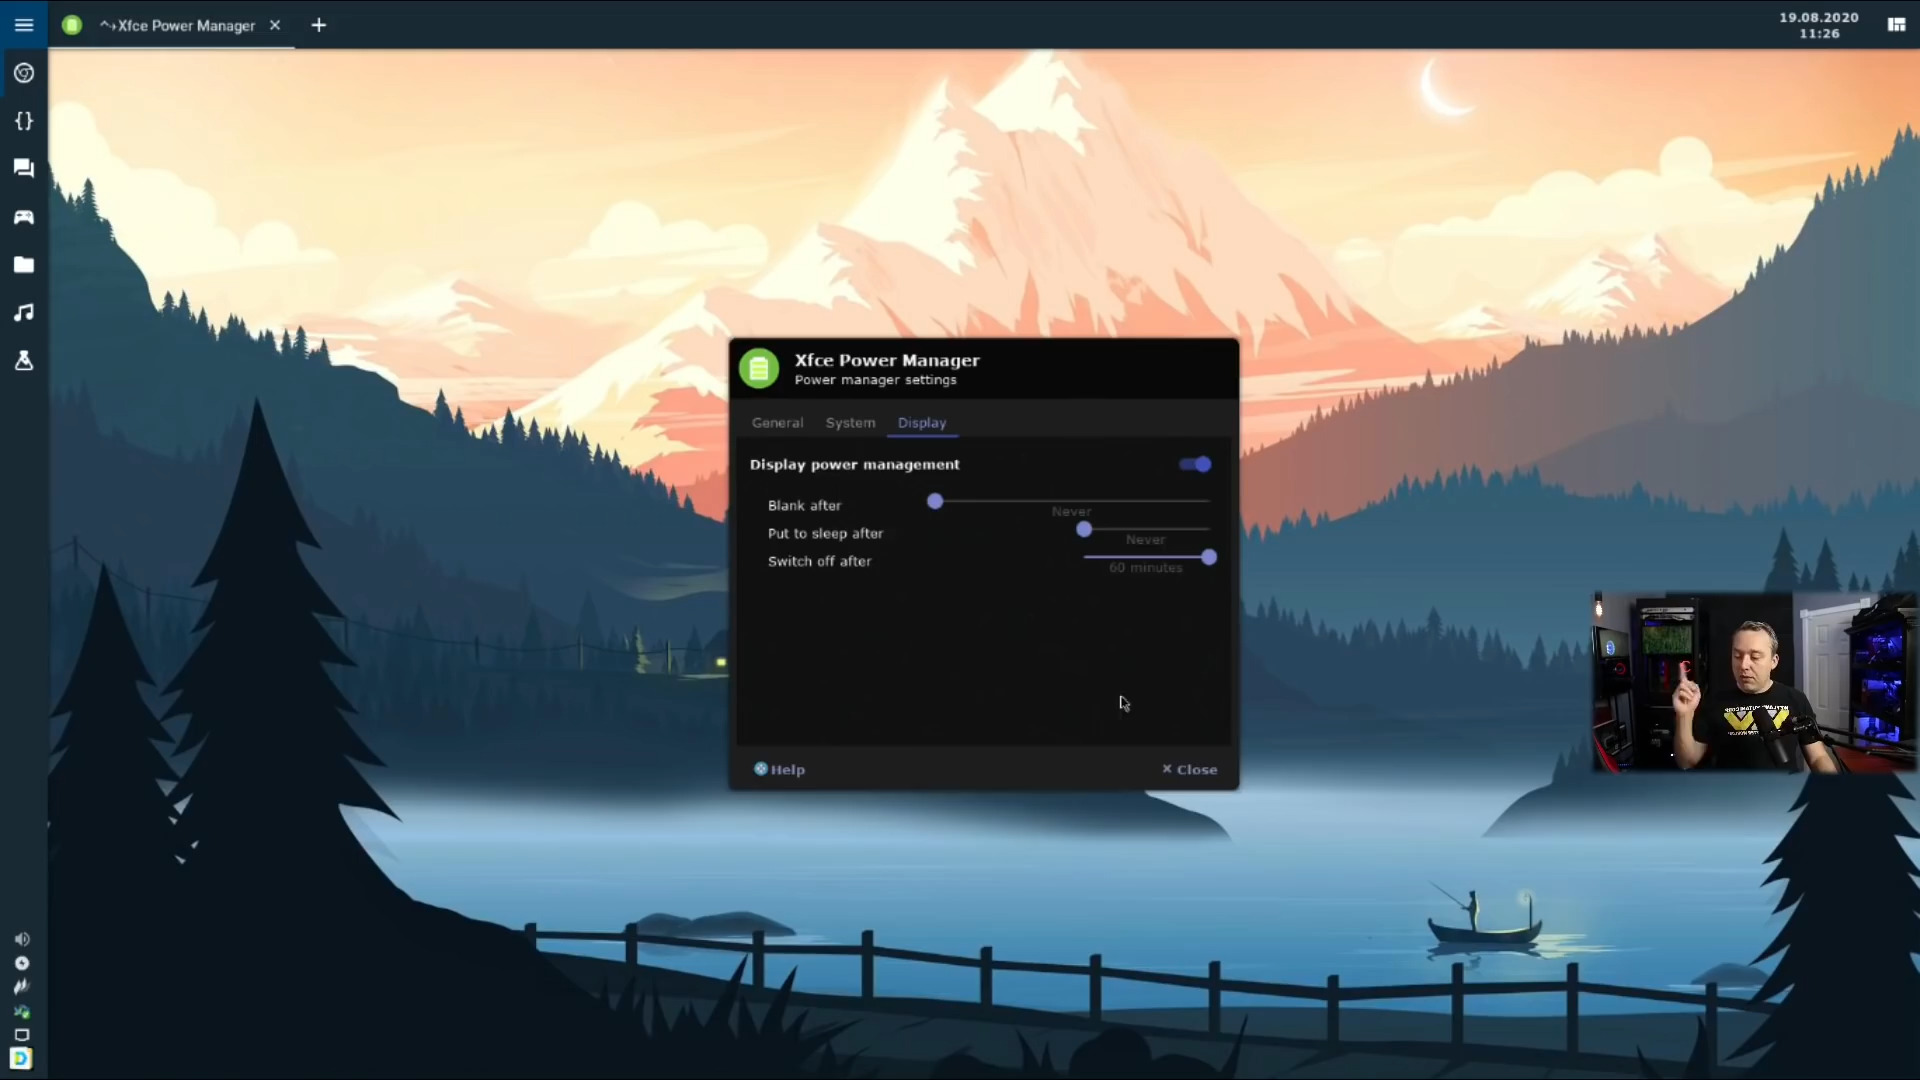 ^→Xfce Power Manager
19.08.2020
11:26
Xfce Power Manager
Power manager settings
General System Display
Display power management
Blank after
Never
Put to sleep after
Never
Switch off after
60 minutes
Help
× Close